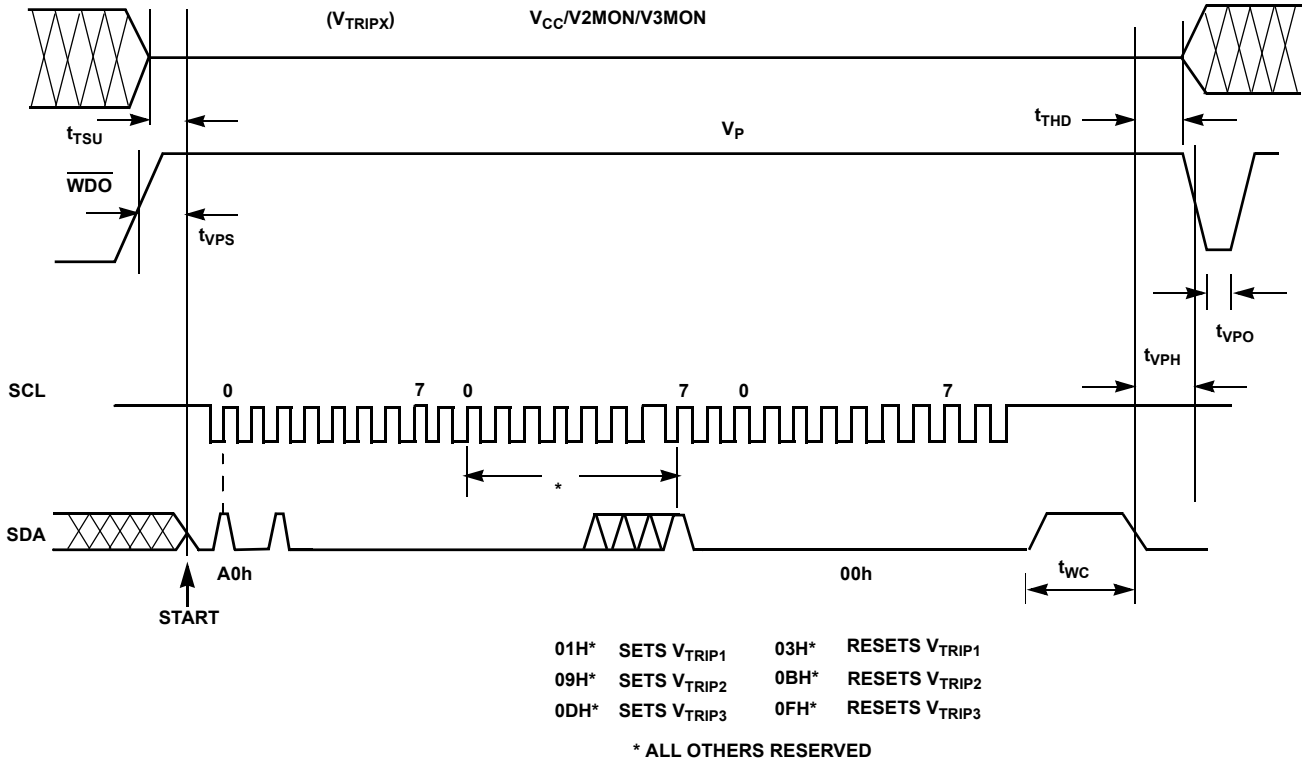 (VTRIPX) VCC/V2MON/V3MON
tTSU
tTHD
VP
WDO
tVPS
tVPO
tVPH
SCL
0 7 0 7 0 7
*
SDA
A0h 00h tWC
START
01H* SETS VTRIP1 03H* RESETS VTRIP1
09H* SETS VTRIP2 0BH* RESETS VTRIP2
0DH* SETS VTRIP3 0FH* RESETS VTRIP3
* ALL OTHERS RESERVED